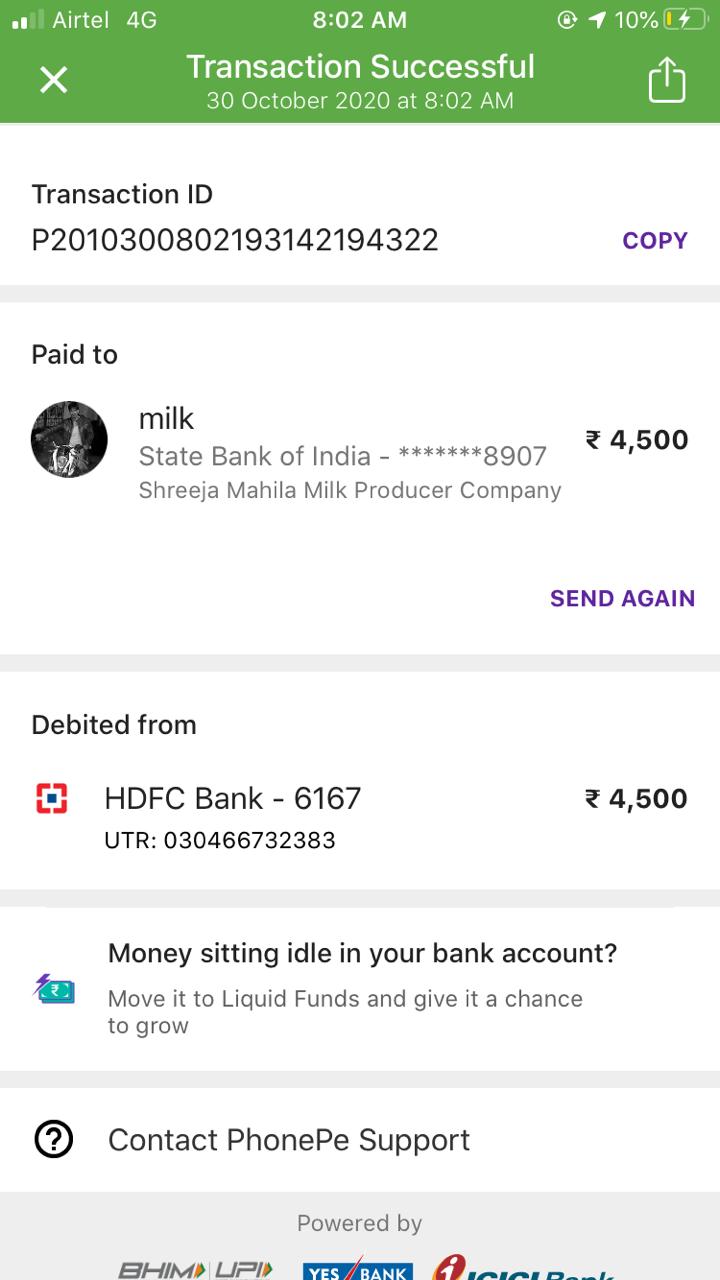 Airtel 4G 8:02 AM 10%
Transaction Successful
30 October 2020 at 8:02 AM
Transaction ID
P2010300802193142194322 COPY
Paid to
milk
₹ 4,500
State Bank of India - *******8907
Shreeja Mahila Milk Producer Company
SEND AGAIN
Debited from
HDFC Bank - 6167 ₹ 4,500
UTR: 030466732383
Money sitting idle in your bank account?
Move it to Liquid Funds and give it a chance
to grow
Contact PhonePe Support
Powered by
BHIM UPI YES BANK ICICI Bank